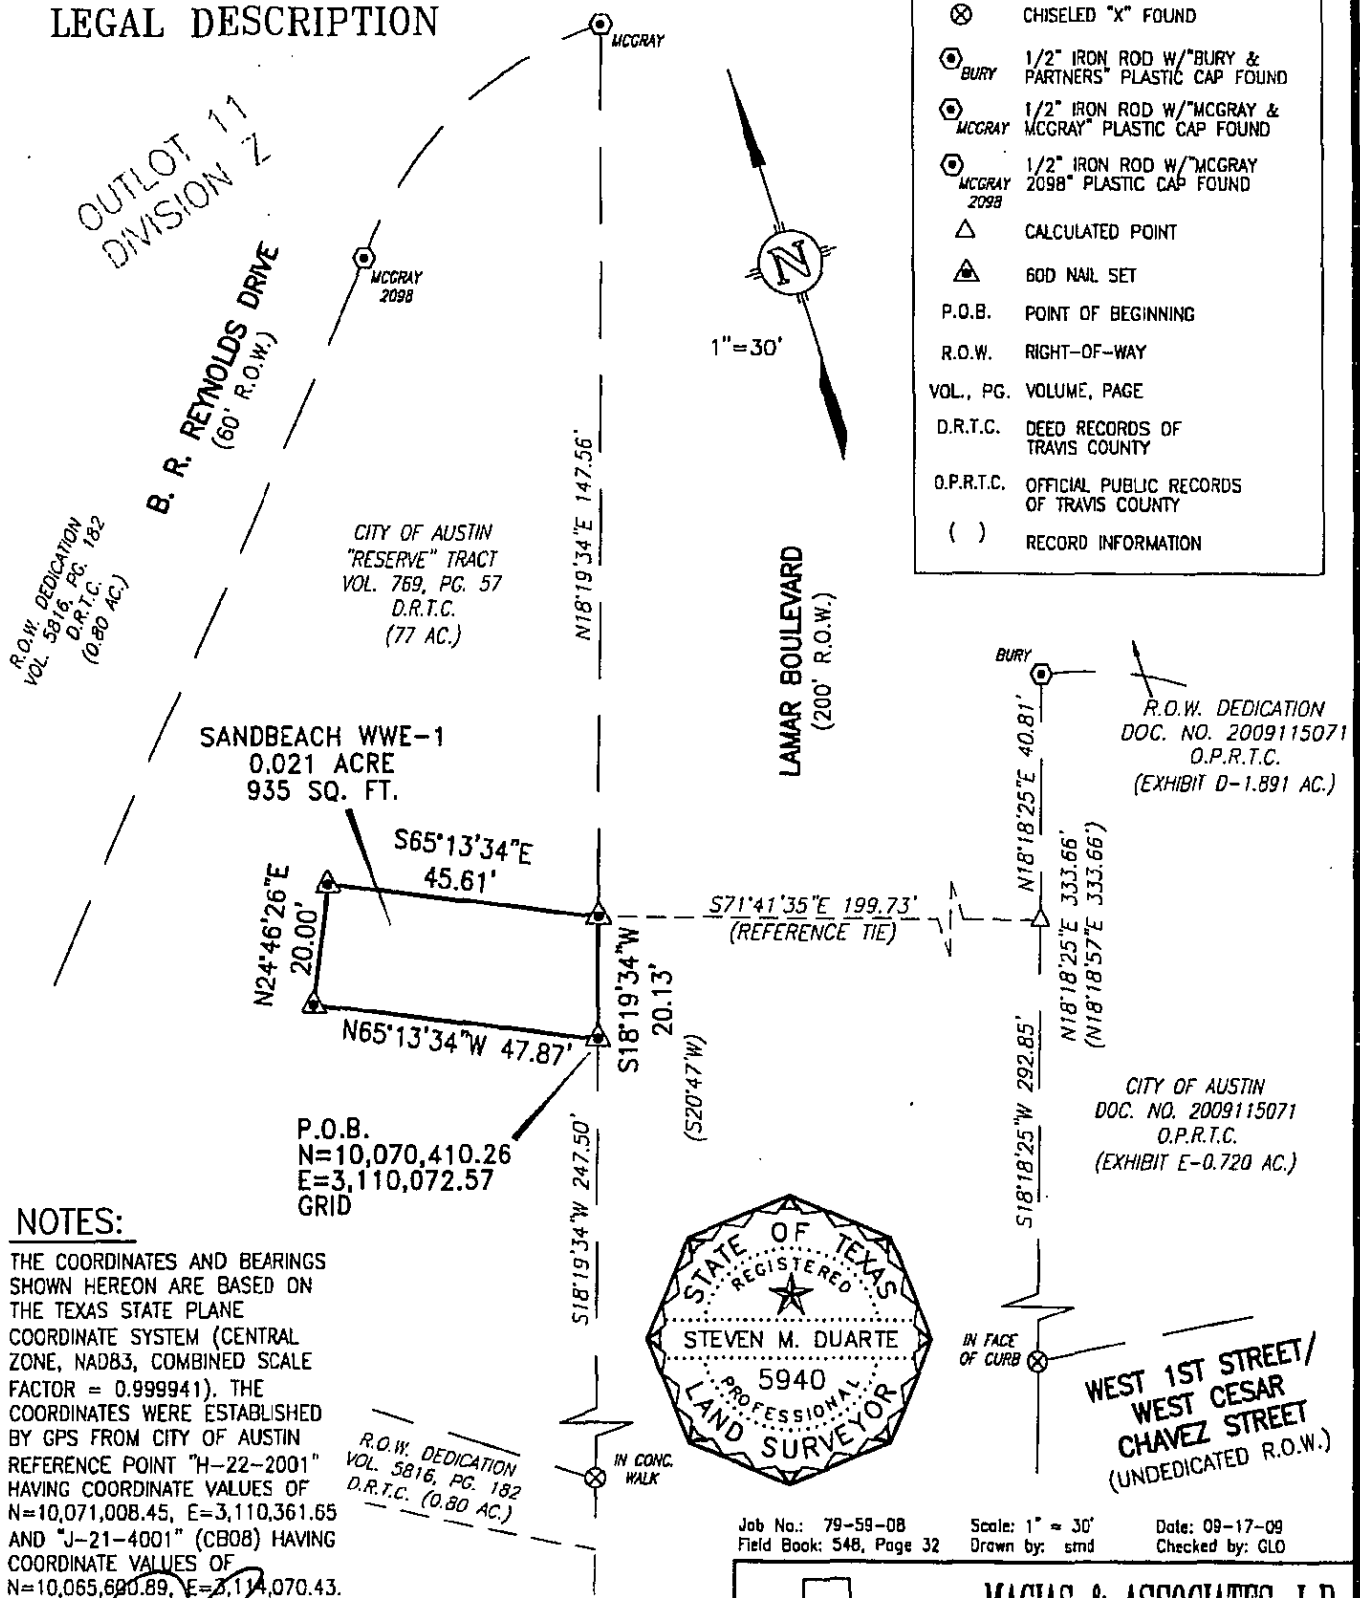 LEGAL DESCRIPTION
CHISELED "X" FOUND
BURY
1/2" IRON ROD W/"BURY &
PARTNERS" PLASTIC CAP FOUND
MCGRAY
1/2" IRON ROD W/"MCGRAY &
MCGRAY" PLASTIC CAP FOUND
MCGRAY
2098
1/2" IRON ROD W/"MCGRAY
2098" PLASTIC CAP FOUND
CALCULATED POINT
60D NAIL SET
P.O.B. POINT OF BEGINNING
R.O.W. RIGHT-OF-WAY
VOL., PG. VOLUME, PAGE
D.R.T.C. DEED RECORDS OF
TRAVIS COUNTY
O.P.R.T.C. OFFICIAL PUBLIC RECORDS
OF TRAVIS COUNTY
( ) RECORD INFORMATION
MCGRAY
OUTLOT 11
DIVISION Z
MCGRAY
2098
N
1"=30'
B. R. REYNOLDS DRIVE
(60' R.O.W.)
R.O.W. DEDICATION
VOL. 5816, PG. 182
D.R.T.C.
(0.80 AC.)
CITY OF AUSTIN
"RESERVE" TRACT
VOL. 769, PG. 57
D.R.T.C.
(77 AC.)
N18°19'34"E 147.56'
LAMAR BOULEVARD
(200' R.O.W.)
BURY
R.O.W. DEDICATION
DOC. NO. 2009115071
O.P.R.T.C.
(EXHIBIT D-1.891 AC.)
N18°18'25"E 40.81'
SANDBEACH WWE-1
0.021 ACRE
935 SQ. FT.
S65°13'34"E
45.61'
N24°46'26"E
20.00'
N65°13'34"W 47.87'
S18°19'34"W
20.13'
(S20°47'W)
S71°41'35"E 199.73'
(REFERENCE TIE)
N18°18'25"E 333.66'
(N18°18'57"E 333.66')
S18°18'25"W 292.85'
CITY OF AUSTIN
DOC. NO. 2009115071
O.P.R.T.C.
(EXHIBIT E-0.720 AC.)
P.O.B.
N=10,070,410.26
E=3,110,072.57
GRID
S18°19'34"W 247.50'
NOTES:
THE COORDINATES AND BEARINGS
SHOWN HEREON ARE BASED ON
THE TEXAS STATE PLANE
COORDINATE SYSTEM (CENTRAL
ZONE, NAD83, COMBINED SCALE
FACTOR = 0.999941). THE
COORDINATES WERE ESTABLISHED
BY GPS FROM CITY OF AUSTIN
REFERENCE POINT "H-22-2001"
HAVING COORDINATE VALUES OF
N=10,071,008.45, E=3,110,361.65
AND "J-21-4001" (CB08) HAVING
COORDINATE VALUES OF
E=3,114,070.43.
STATE OF TEXAS
REGISTERED
STEVEN M. DUARTE
5940
PROFESSIONAL
LAND SURVEYOR
R.O.W. DEDICATION
VOL. 5816, PG. 182
D.R.T.C. (0.80 AC.)
IN CONC.
WALK
IN FACE
OF CURB
WEST 1ST STREET/
WEST CESAR
CHAVEZ STREET
(UNDEDICATED R.O.W.)
Job No.: 79-59-08 Scale: 1" = 30' Date: 09-17-09
Field Book: 548, Page 32 Drawn by: smd Checked by: GLO
MACIAS & ASSOCIATES, L.P.